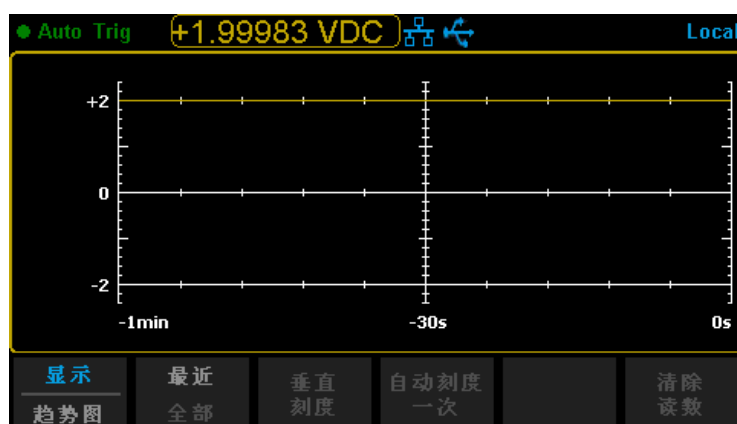 Auto Trig +1.99983 VDC Local
+2
0
-2
-1min -30s 0s
显示 最近 垂直 自动刻度 清除
趋势图 全部 刻度 一次 读数